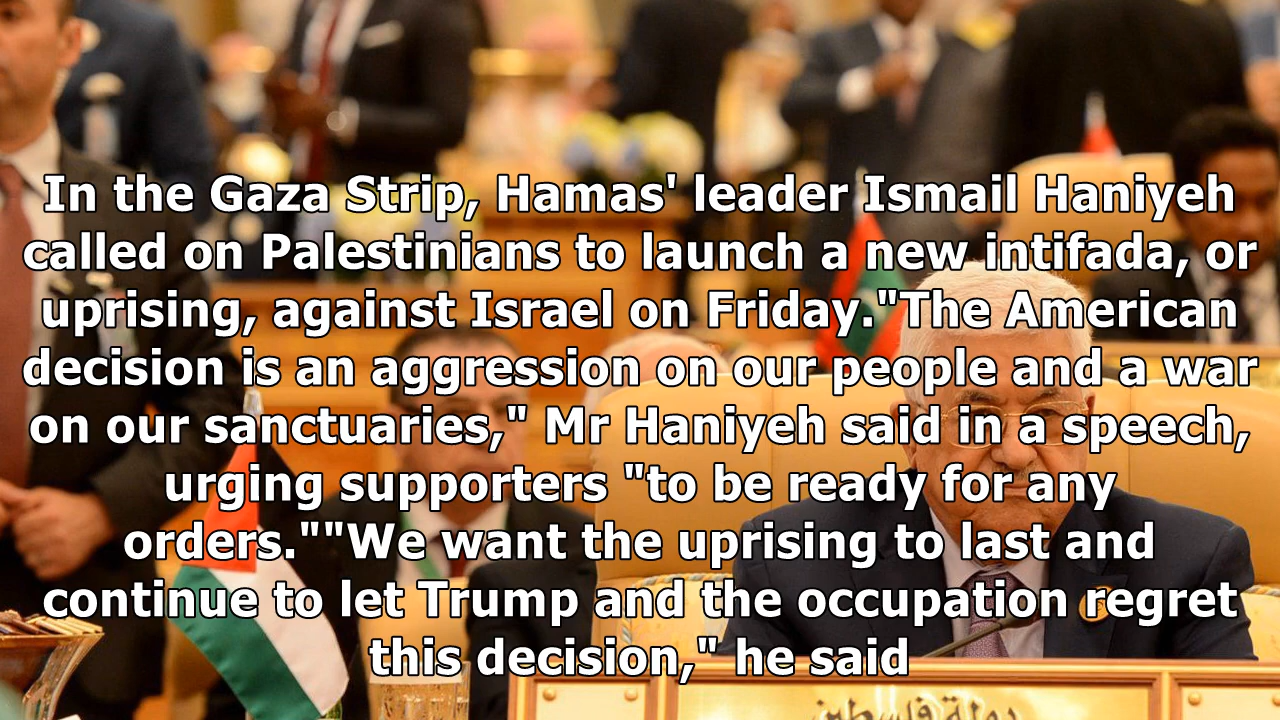 In the Gaza Strip, Hamas' leader Ismail Haniyeh
called on Palestinians to launch a new intifada, or
uprising, against Israel on Friday."The American
decision is an aggression on our people and a war
on our sanctuaries," Mr Haniyeh said in a speech,
urging supporters "to be ready for any
orders.""We want the uprising to last and
continue to let Trump and the occupation regret
this decision," he said
دولة فلسطين